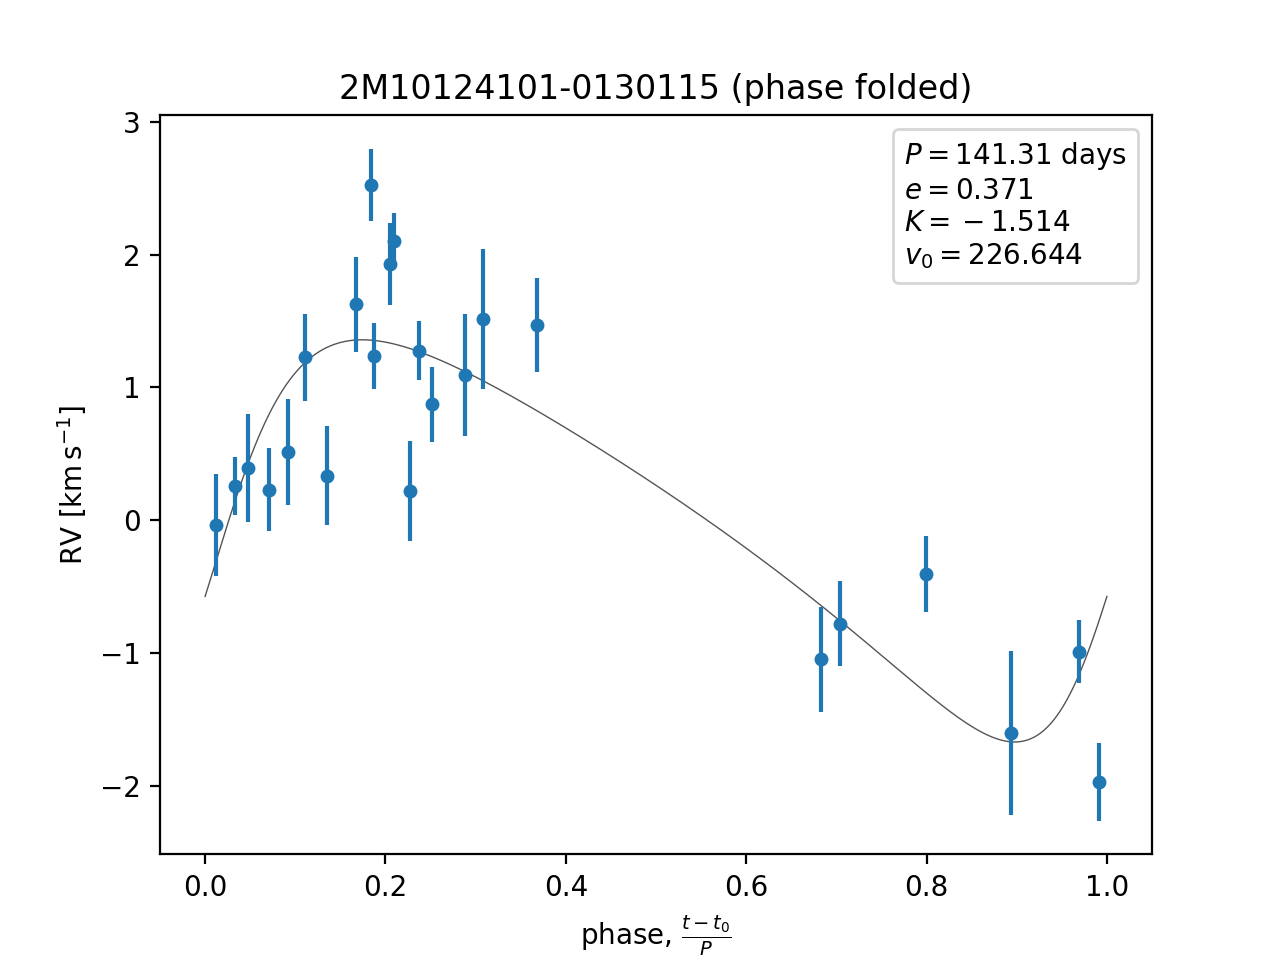 2M10124101-0130115 (phase folded)
P = 141.31 days
e = 0.371
K = −1.514
v₀ = 226.644
RV [km s⁻¹]
3
2
1
0
−1
−2
0.0 0.2 0.4 0.6 0.8 1.0
phase, (t − t₀)/P